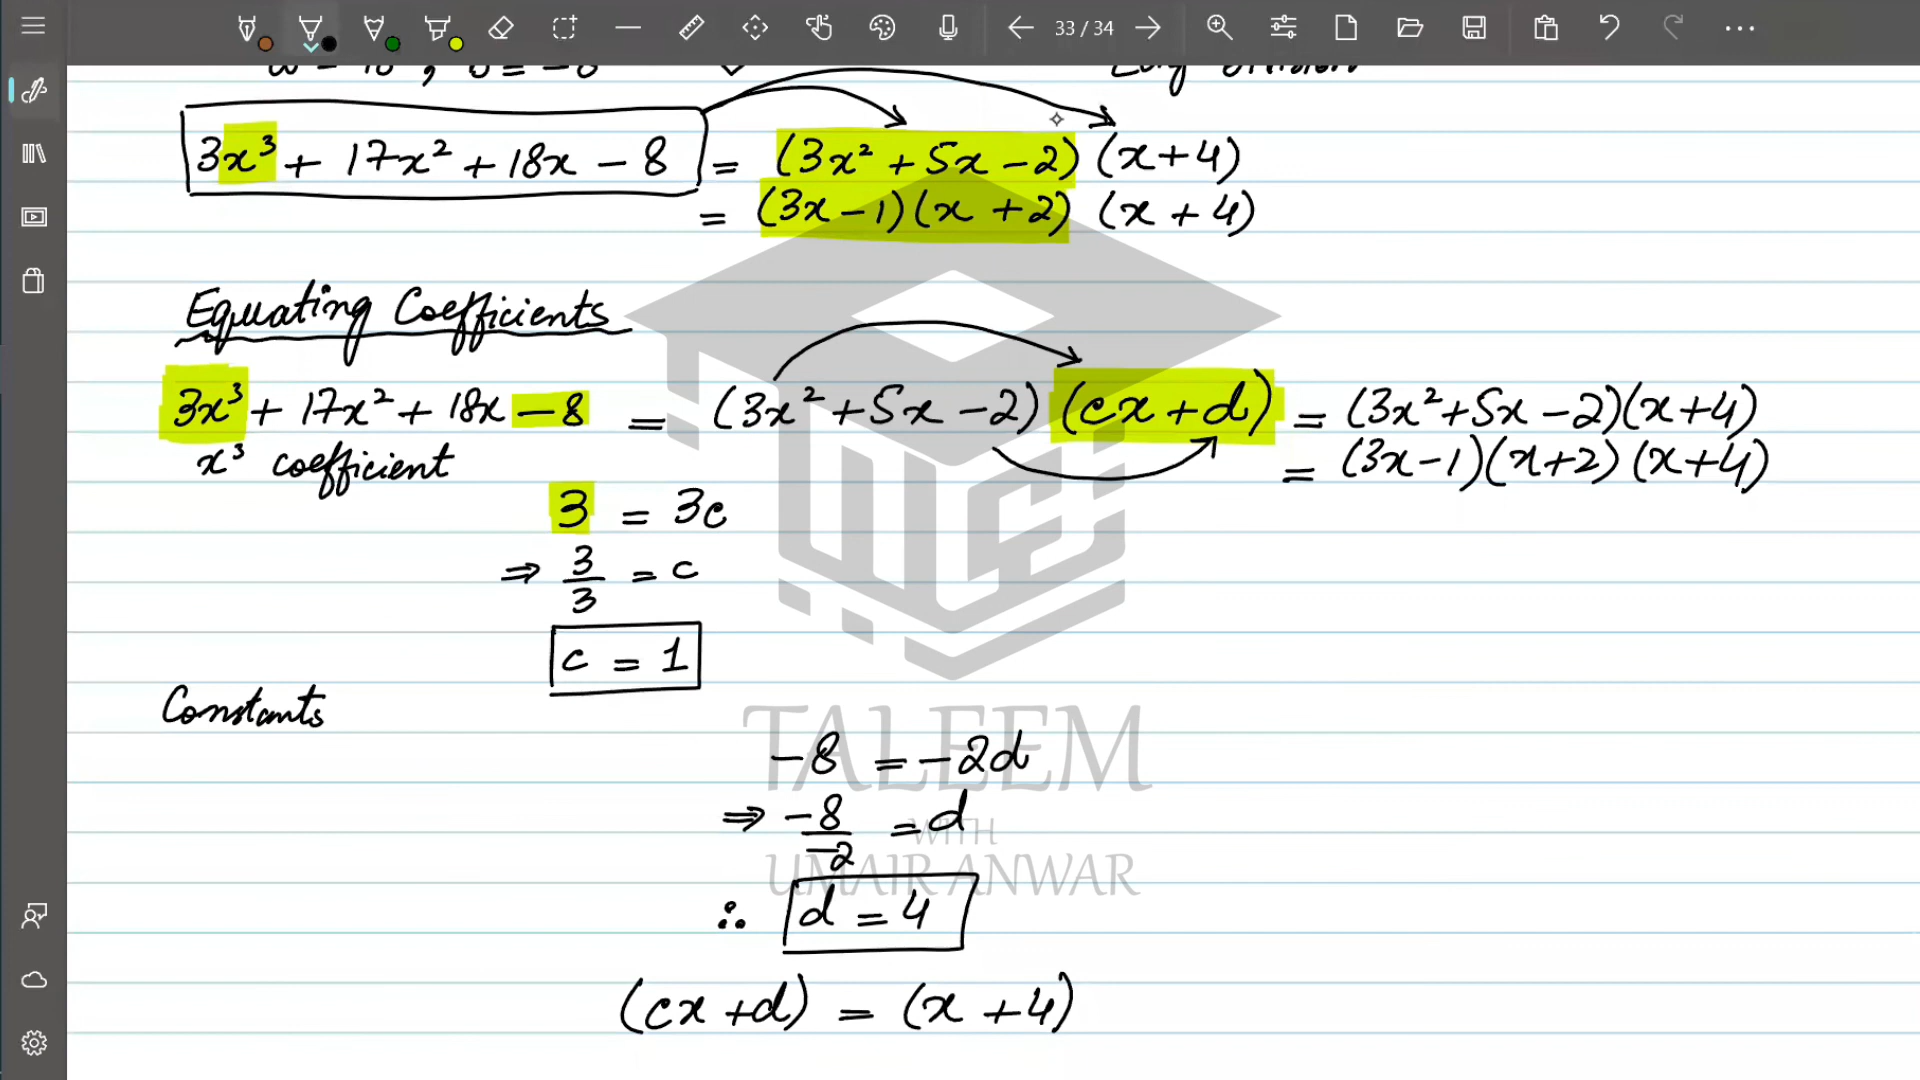 33 / 34
3x³ + 17x² + 18x − 8 = (3x² + 5x − 2) (x + 4)
= (3x − 1) (x + 2) (x + 4)
Equating Coefficients
3x³ + 17x² + 18x − 8 = (3x² + 5x − 2) (cx + d) = (3x² + 5x − 2)(x + 4)
x³ coefficient
= (3x − 1)(x + 2)(x + 4)
3 = 3c
⇒ 3/3 = c
c = 1
Constants
−8 = −2d
⇒ −8/−2 = d
∴ d = 4
(cx + d) = (x + 4)
TALEEM
WITH
UMAIR ANWAR